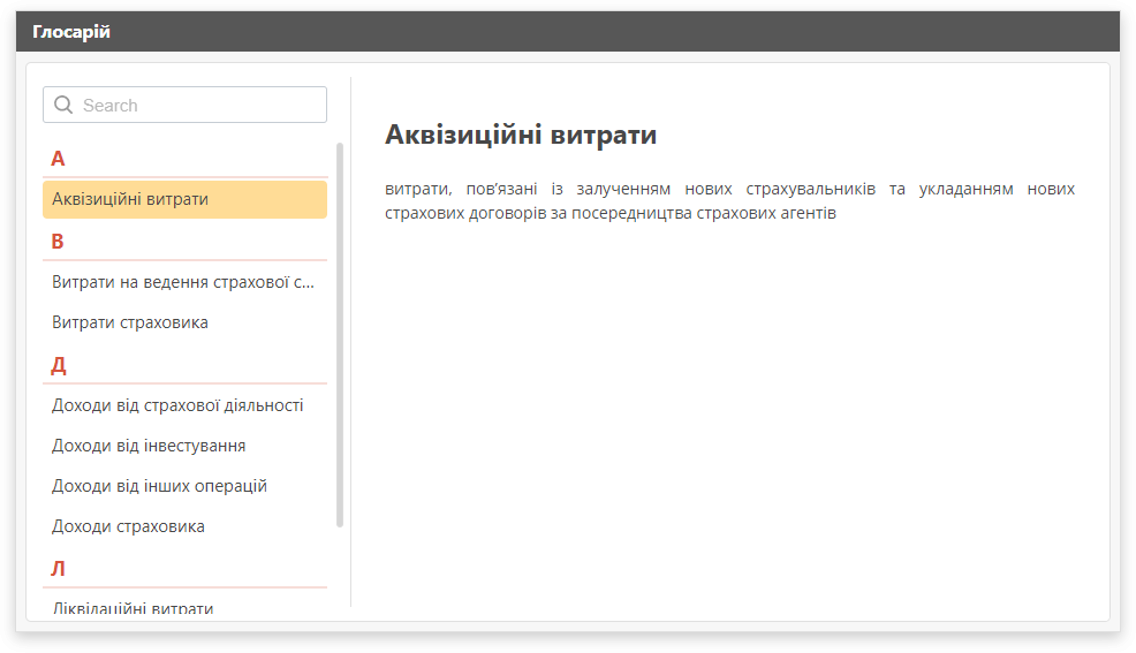 Глосарій
Search
А
Аквізиційні витрати
В
Витрати на ведення страхової с...
Витрати страховика
Д
Доходи від страхової діяльності
Доходи від інвестування
Доходи від інших операцій
Доходи страховика
Л
Ліквідаційні витрати
Аквізиційні витрати
витрати, пов’язані із залученням нових страхувальників та укладанням нових
страхових договорів за посередництва страхових агентів